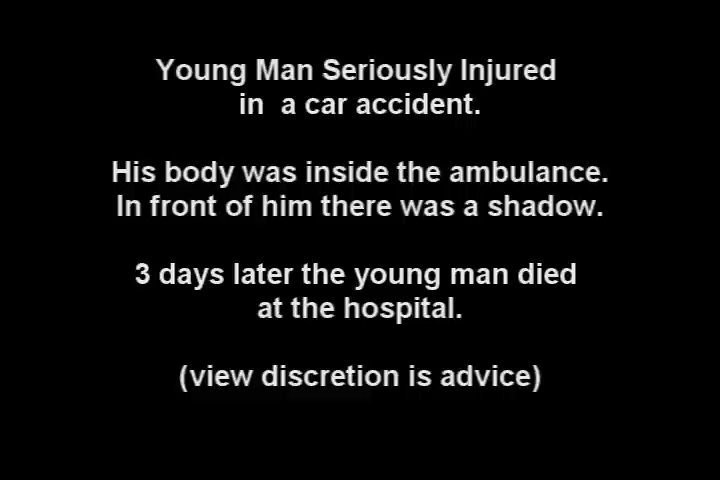 Young Man Seriously Injured
in a car accident.
His body was inside the ambulance.
In front of him there was a shadow.
3 days later the young man died
at the hospital.
(view discretion is advice)